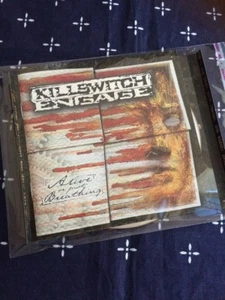 KILLSWITCH
ENGAGE
Alive
or just
Breathing